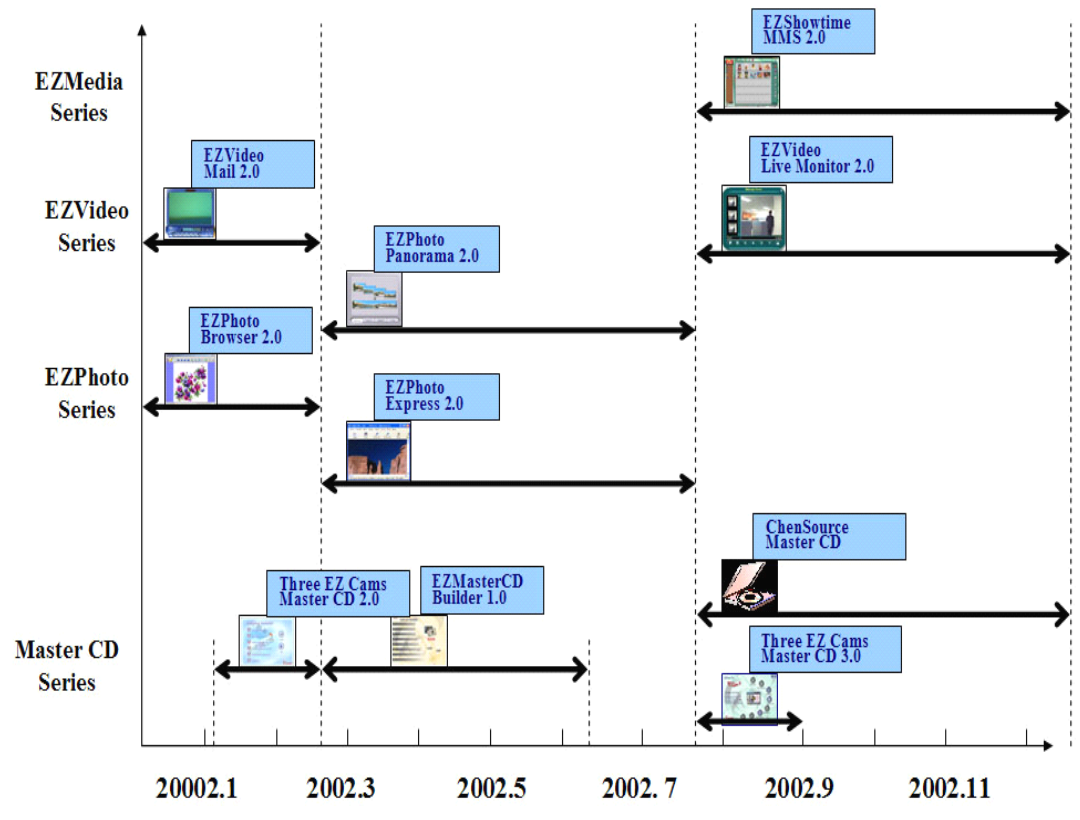 EZShowtime
MMS 2.0
EZMedia
Series
EZVideo
Mail 2.0
EZVideo
Live Monitor 2.0
EZVideo
Series
EZPhoto
Panorama 2.0
EZPhoto
Browser 2.0
EZPhoto
Series
EZPhoto
Express 2.0
ChenSource
Master CD
Three EZ Cams
Master CD 2.0
EZMasterCD
Builder 1.0
Master CD
Series
Three EZ Cams
Master CD 3.0
20002.1 2002.3 2002.5 2002. 7 2002.9 2002.11